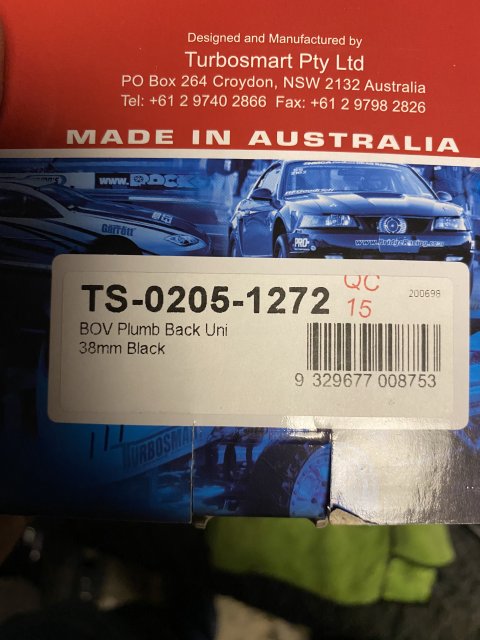 Designed and Manufactured by
Turbosmart Pty Ltd
PO Box 264 Croydon, NSW 2132 Australia
Tel: +61 2 9740 2866 Fax: +61 2 9798 2826
MADE IN AUSTRALIA
Garrett
TS-0205-1272
QC
15
200698
BOV Plumb Back Uni
38mm Black
9 329677 008753
TURBOSMART